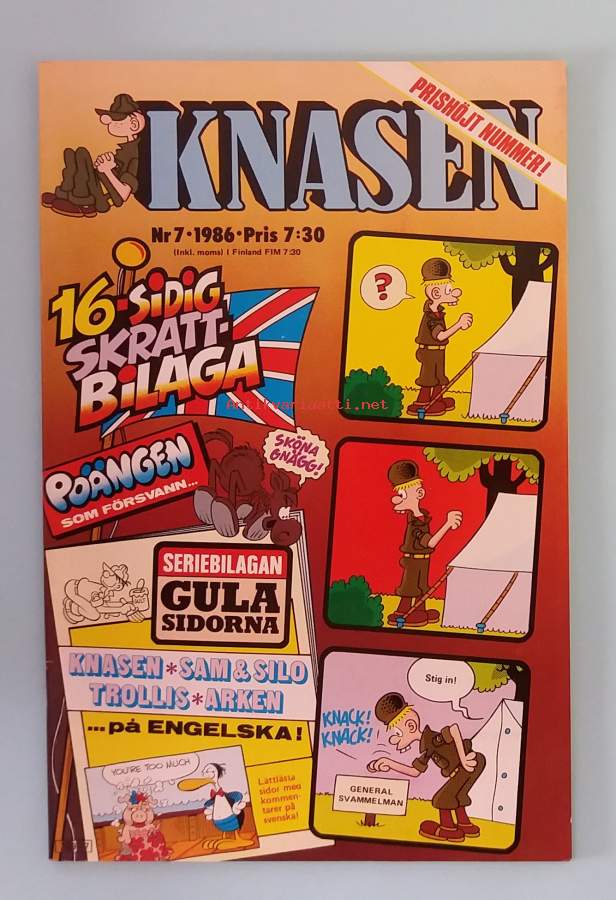 PRISHÖJT NUMMER!
KNASEN
Nr 7 • 1986 • Pris 7:30
(Inkl. moms) I Finland FIM 7:30
16-SIDIG
SKRATT-
BILAGA
?
antikvariaatti.net
POÄNGEN
SOM FÖRSVANN...
SKÖNA
GNÄGG!
SERIEBILAGAN
GULA
SIDORNA
KNASEN * SAM & SILO
TROLLIS * ARKEN
...på ENGELSKA!
YOU'RE TOO MUCH
Lättlästa
sidor med
kommen-
tarer på
svenska!
Stig in!
KNACK!
KNACK!
GENERAL
SVAMMELMAN